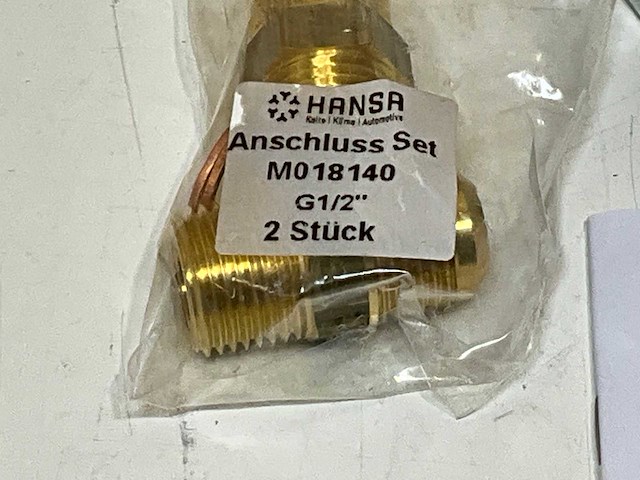 HANSA
Kälte | Klima | Automotive
Anschluss Set
M018140
G1/2"
2 Stück